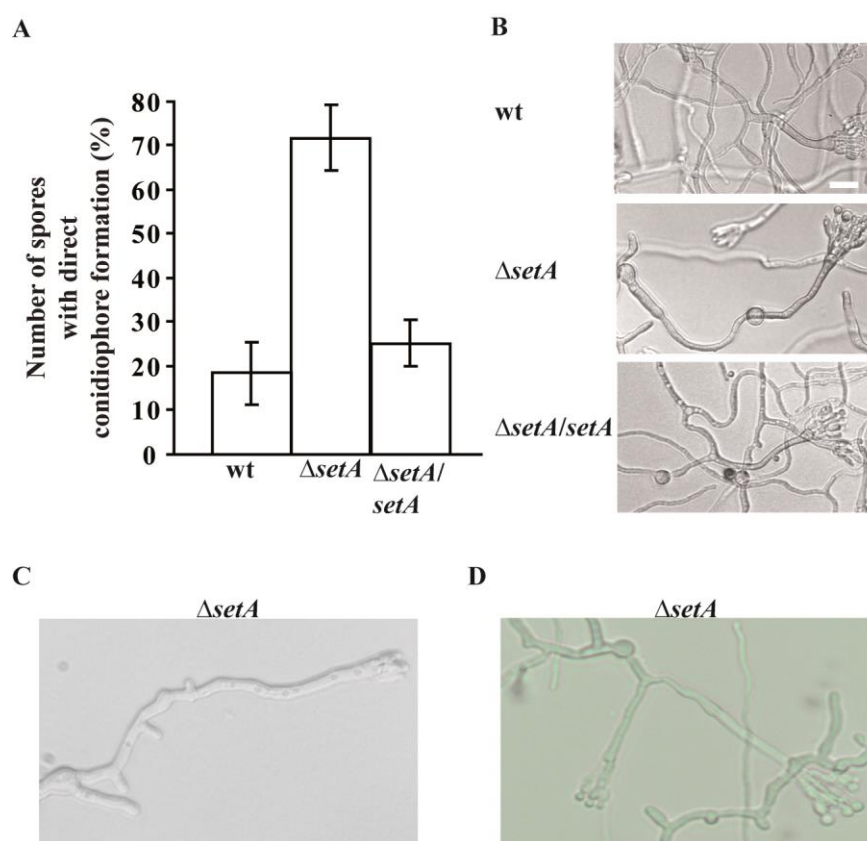 A
Number of spores
with direct
conidiophore formation (%)
80
70
60
50
40
30
20
10
0
wt
ΔsetA
ΔsetA/
setA
B
wt
ΔsetA
ΔsetA/setA
C
ΔsetA
D
ΔsetA